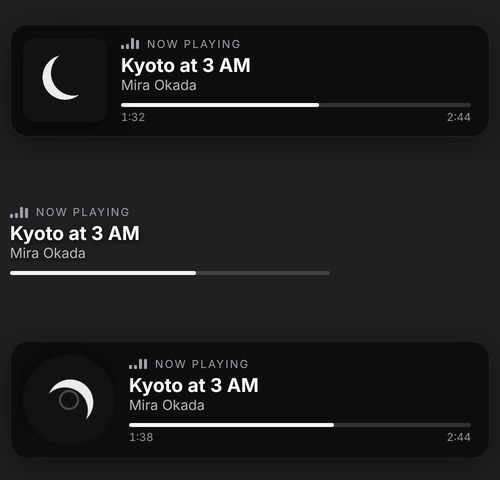 NOW PLAYING
Kyoto at 3 AM
Mira Okada
1:32 2:44
NOW PLAYING
Kyoto at 3 AM
Mira Okada
NOW PLAYING
Kyoto at 3 AM
Mira Okada
1:38 2:44